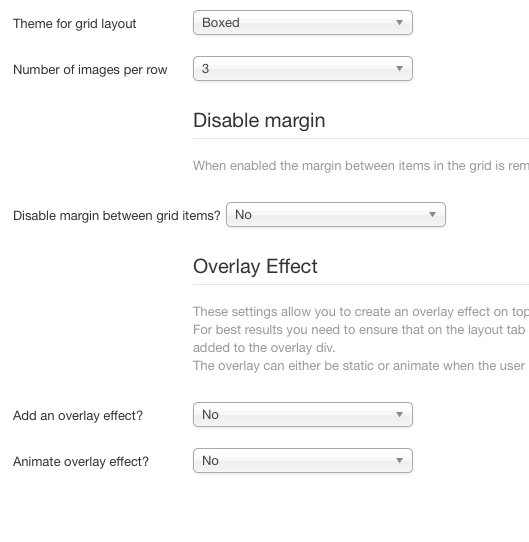 Theme for grid layout Boxed
Number of images per row 3
Disable margin
When enabled the margin between items in the grid is rem
Disable margin between grid items? No
Overlay Effect
These settings allow you to create an overlay effect on top
For best results you need to ensure that on the layout tab
added to the overlay div.
The overlay can either be static or animate when the user
Add an overlay effect? No
Animate overlay effect? No